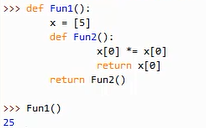 >>> def Fun1():
        x = [5]
        def Fun2():
                x[0] *= x[0]
                return x[0]
        return Fun2()

>>> Fun1()
25